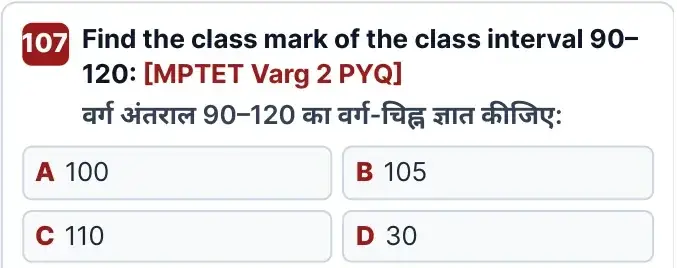 107 Find the class mark of the class interval 90–
120: [MPTET Varg 2 PYQ]
वर्ग अंतराल 90–120 का वर्ग-चिह्न ज्ञात कीजिए:
A 100
B 105
C 110
D 30